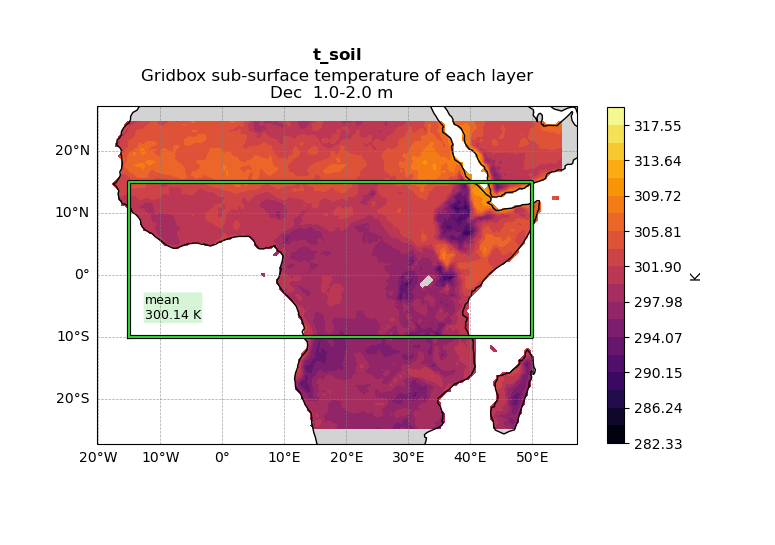 t_soil
Gridbox sub-surface temperature of each layer
Dec  1.0-2.0 m
20°N
10°N
0°
10°S
20°S
20°W
10°W
0°
10°E
20°E
30°E
40°E
50°E
mean
300.14 K
317.55
313.64
309.72
305.81
301.90
297.98
294.07
290.15
286.24
282.33
K